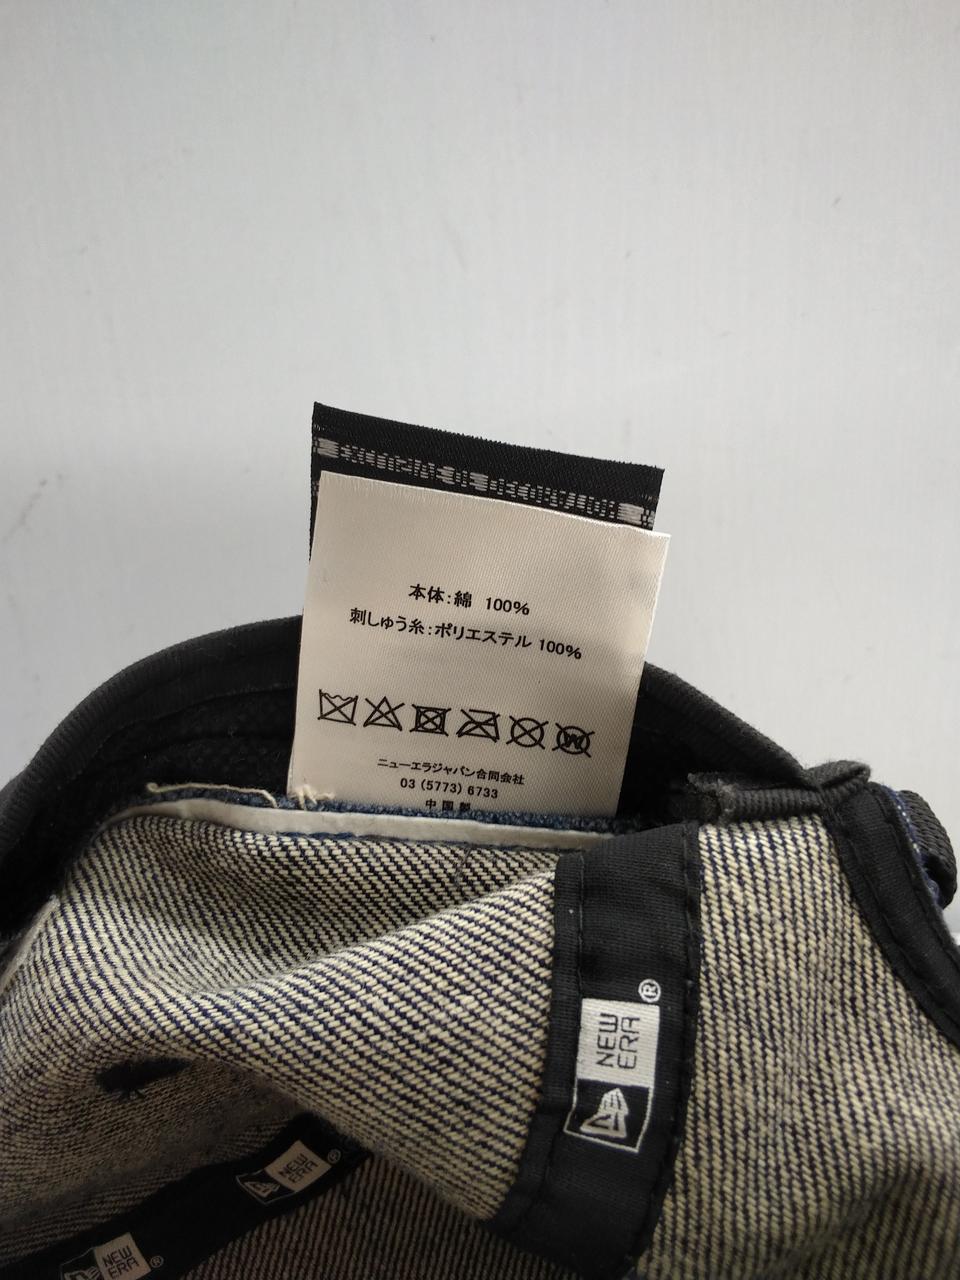 本体:綿 100%
刺しゅう糸:ポリエステル 100%
W
ニューエラジャパン合同会社
03 (5773) 6733
中国製
NEW
ERA
®
NEW
ERA
®
NEW
ERA
®